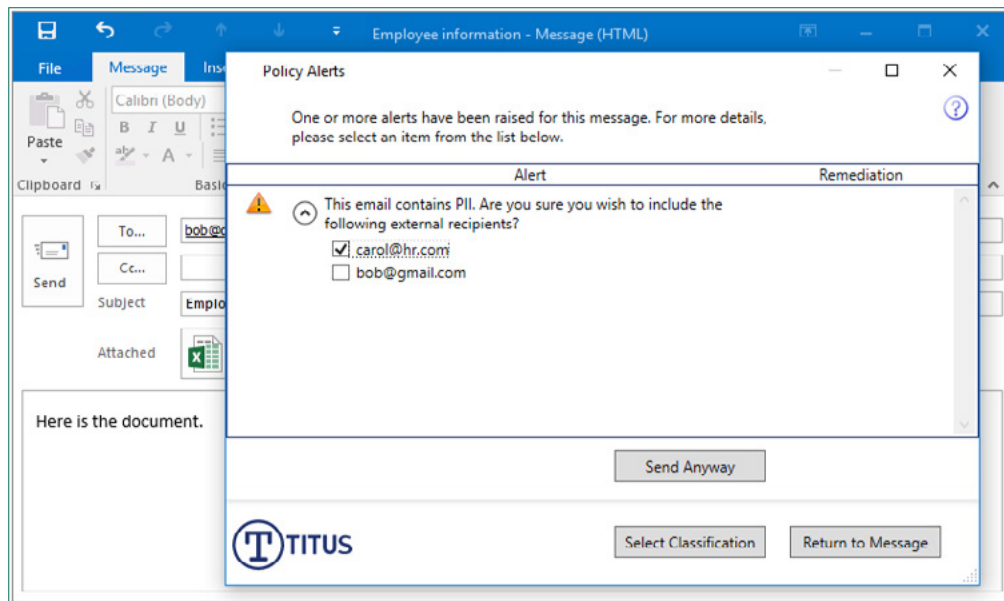 Employee information - Message (HTML)
File Message Inse
Policy Alerts
Calibri (Body)
B I U
Paste
Clipboard
Basic
One or more alerts have been raised for this message. For more details,
please select an item from the list below.
Alert Remediation
This email contains PII. Are you sure you wish to include the
following external recipients?
carol@hr.com
bob@gmail.com
Send
To... bob@
Cc...
Subject Emplo
Attached
Here is the document.
Send Anyway
TITUS
Select Classification Return to Message